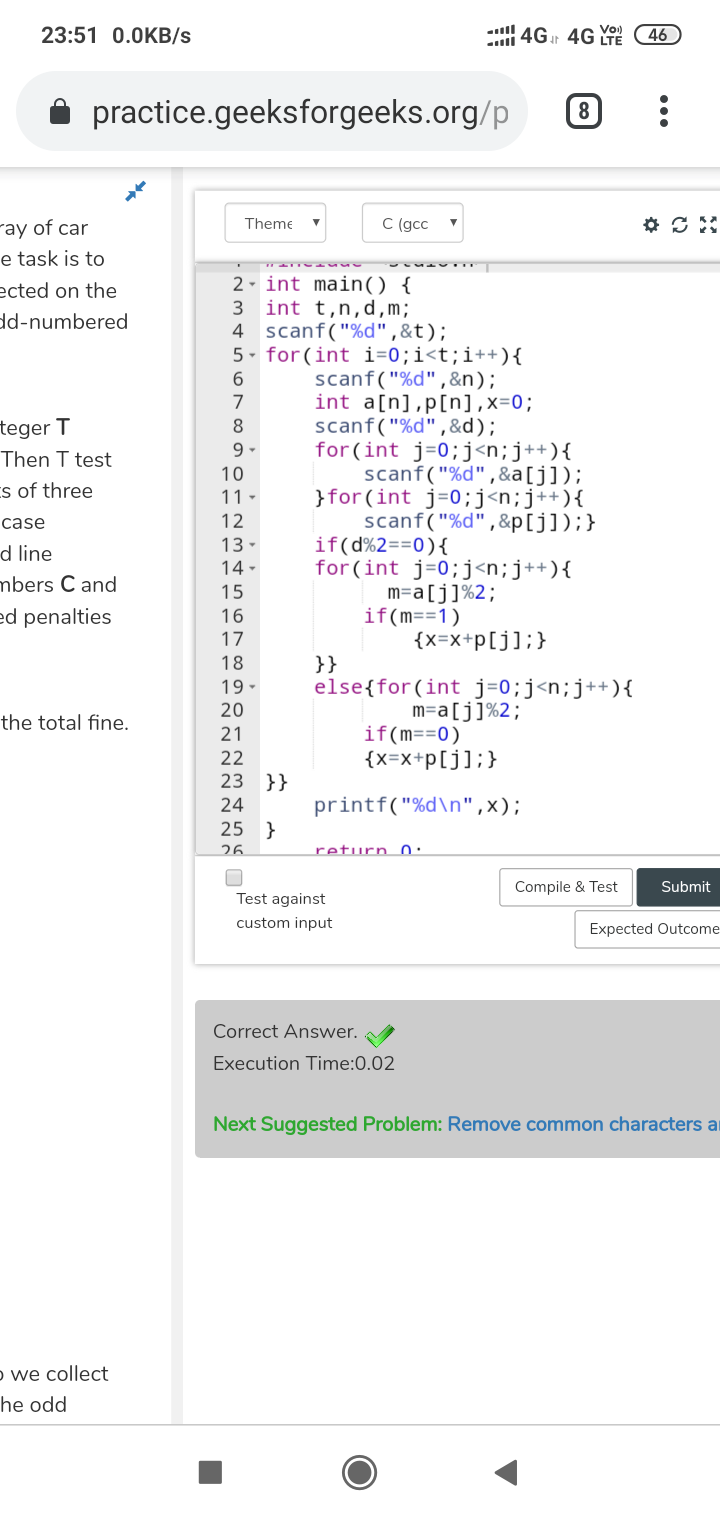 23:51 0.0KB/s 4G 4G VoLTE 46
practice.geeksforgeeks.org/p 8
ray of car
e task is to
ected on the
dd-numbered
teger T
Then T test
ts of three
case
d line
mbers C and
ed penalties
the total fine.
o we collect
he odd
Theme C (gcc
1 #include <stdio.h>
2 int main() {
3 int t,n,d,m;
4 scanf("%d",&t);
5 for(int i=0;i<t;i++){
6 scanf("%d",&n);
7 int a[n],p[n],x=0;
8 scanf("%d",&d);
9 for(int j=0;j<n;j++){
10 scanf("%d",&a[j]);
11 }for(int j=0;j<n;j++){
12 scanf("%d",&p[j]);}
13 if(d%2==0){
14 for(int j=0;j<n;j++){
15 m=a[j]%2;
16 if(m==1)
17 {x=x+p[j];}
18 }}
19 else{for(int j=0;j<n;j++){
20 m=a[j]%2;
21 if(m==0)
22 {x=x+p[j];}
23 }}
24 printf("%d\n",x);
25 }
26 return 0;
Test against
custom input
Compile & Test Submit
Expected Outcome
Correct Answer.
Execution Time:0.02
Next Suggested Problem: Remove common characters a